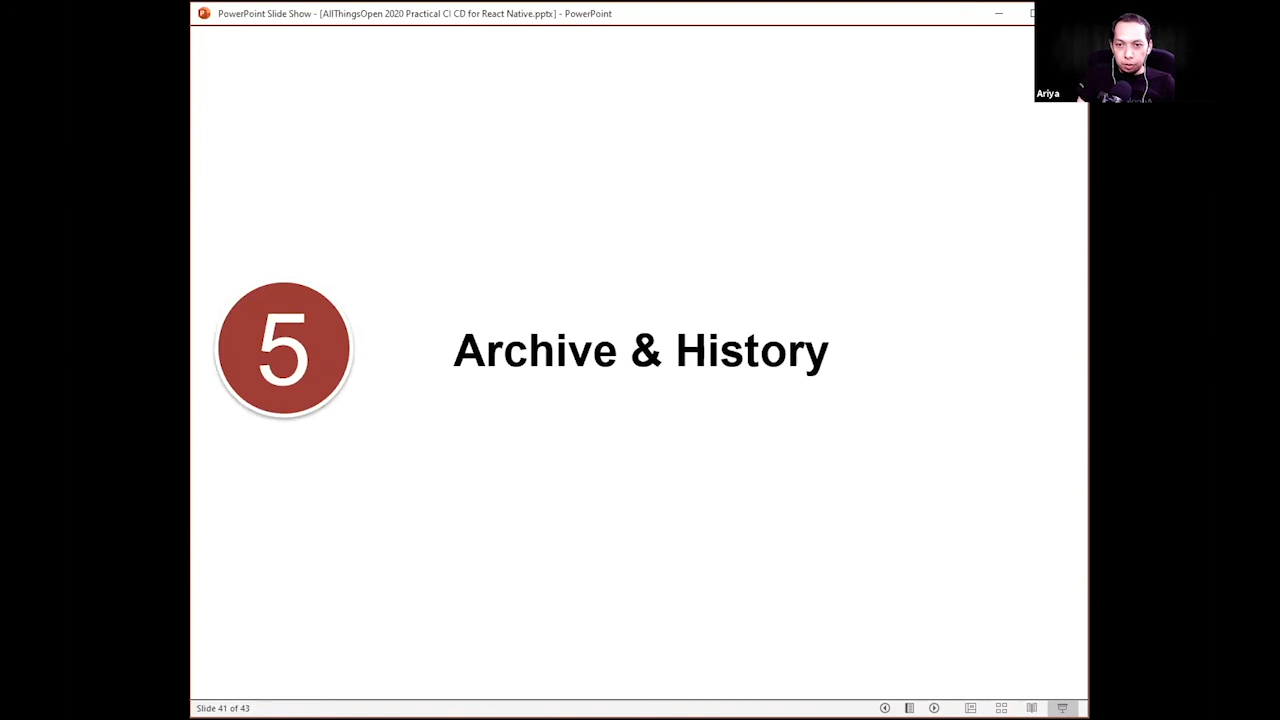 PowerPoint Slide Show - [AllThingsOpen 2020 Practical CI CD for React Native.pptx] - PowerPoint
Ariya
5
Archive & History
Slide 41 of 43